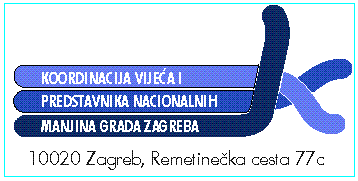 KOORDINACIJA VIJEĆA I
PREDSTAVNIKA NACIONALNIH
MANJINA GRADA ZAGREBA
10020 Zagreb, Remetinečka cesta 77c